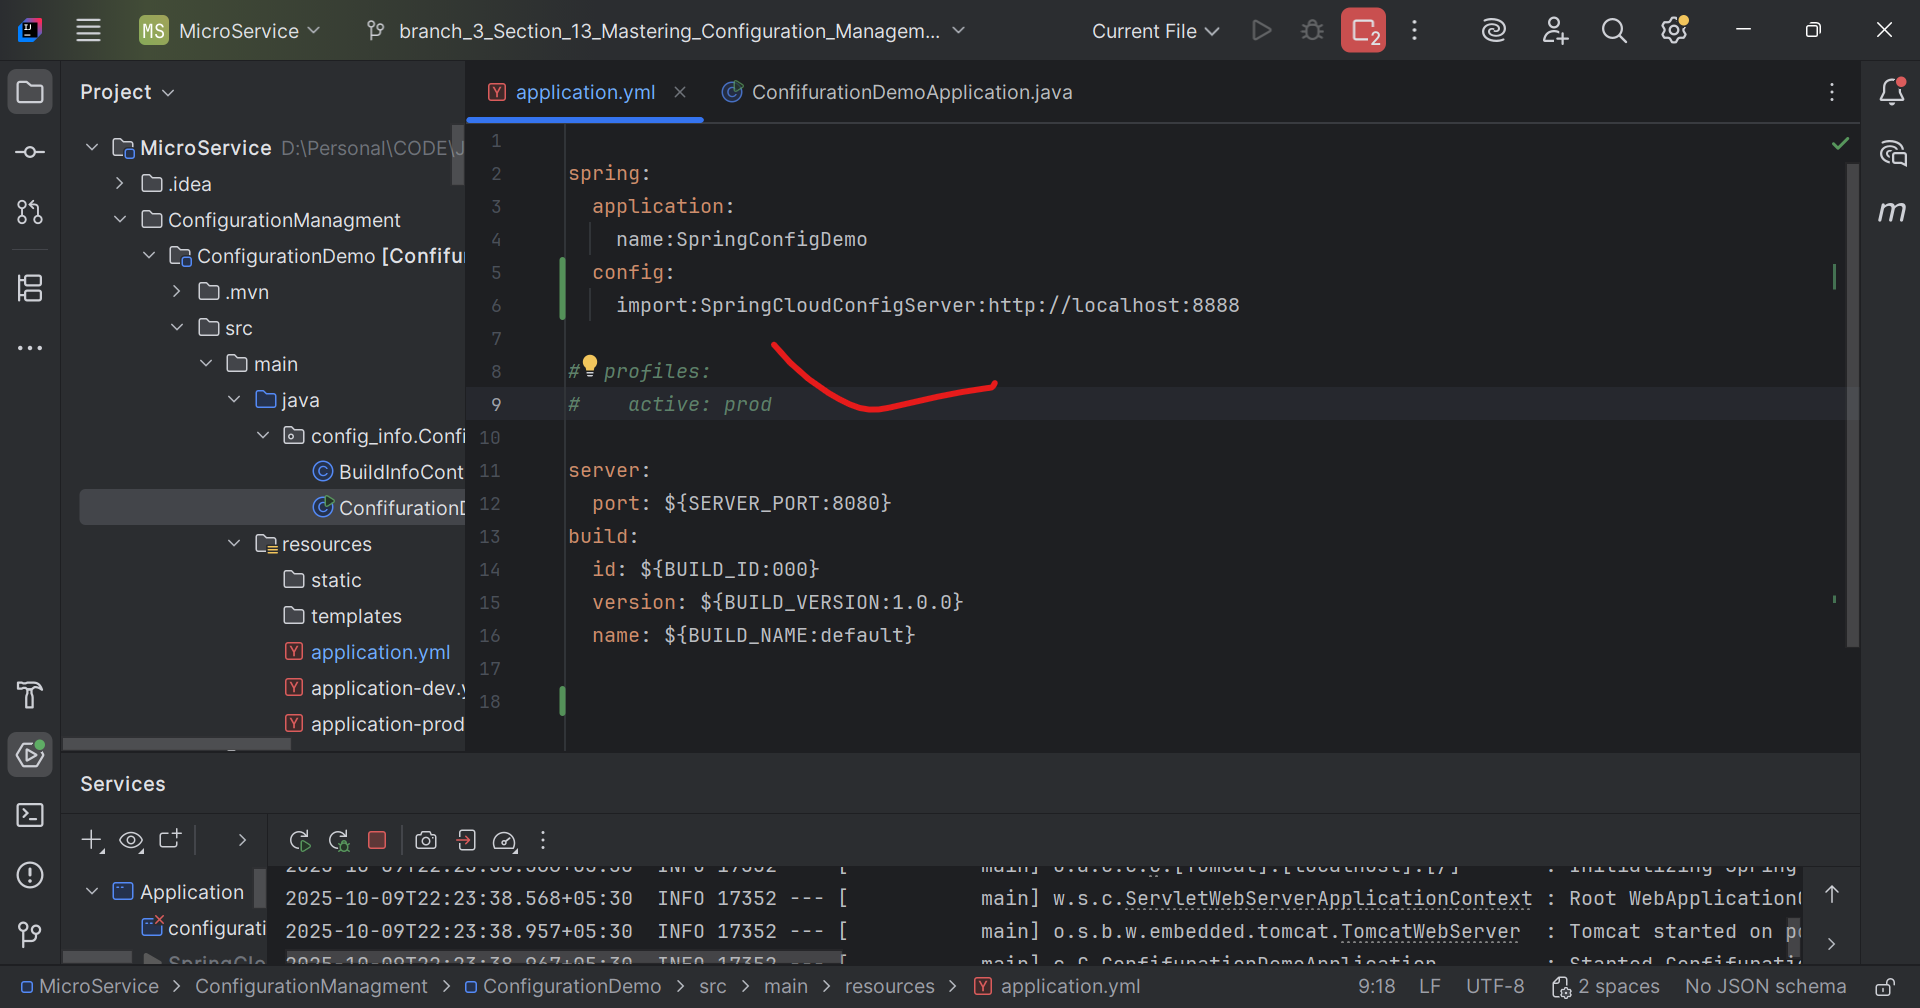 MS MicroService branch_3_Section_13_Mastering_Configuration_Managem... Current File 2
Project
application.yml ConfifurationDemoApplication.java
MicroService D:\Personal\CODE\J
.idea
ConfigurationManagment
ConfigurationDemo [Confifu
.mvn
src
main
java
config_info.Confi
BuildInfoCont
Confifuration
resources
static
templates
application.yml
application-dev.y
application-prod
1
2 spring:
3 application:
4 name:SpringConfigDemo
5 config:
6 import:SpringCloudConfigServer:http://localhost:8888
7
8 # profiles:
9 # active: prod
10
11 server:
12 port: ${SERVER_PORT:8080}
13 build:
14 id: ${BUILD_ID:000}
15 version: ${BUILD_VERSION:1.0.0}
16 name: ${BUILD_NAME:default}
17
18
m
Services
Application
configurati
2025-10-09T22:23:38.568+05:30 INFO 17352 --- [ main] w.s.c.ServletWebServerApplicationContext : Root WebApplication
2025-10-09T22:23:38.957+05:30 INFO 17352 --- [ main] o.s.b.w.embedded.tomcat.TomcatWebServer : Tomcat started on po
MicroService > ConfigurationManagment > ConfigurationDemo > src > main > resources > application.yml 9:18 LF UTF-8 2 spaces No JSON schema